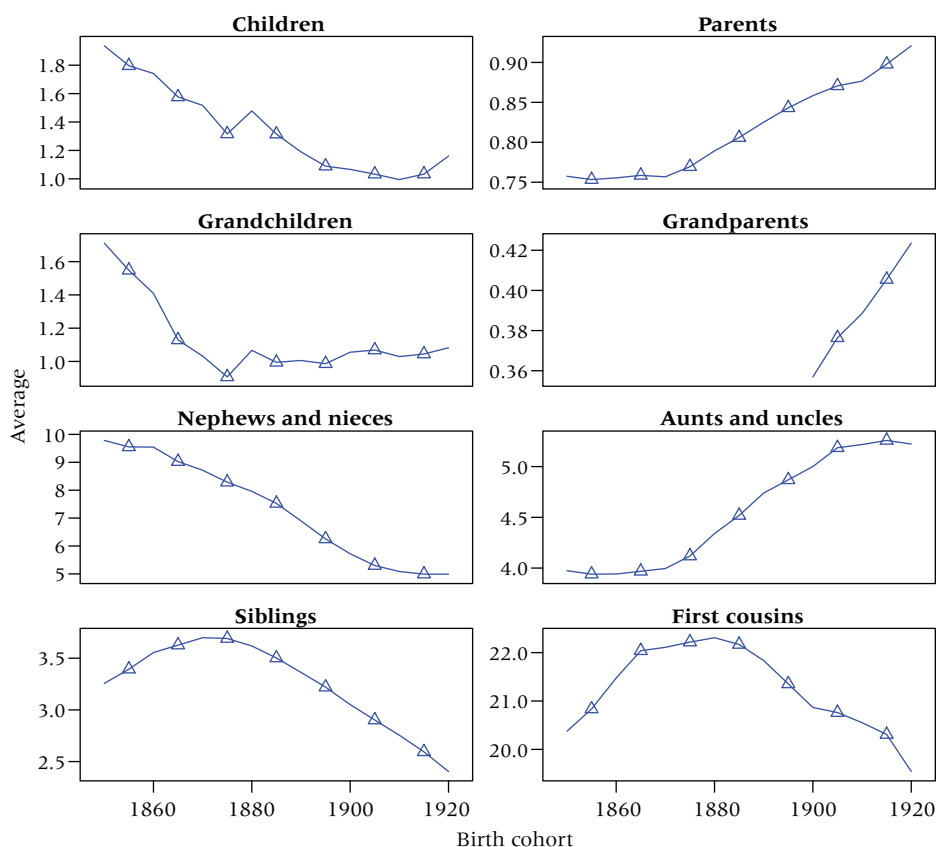 Children
1.8
1.6
1.4
1.2
1.0
Parents
0.90
0.85
0.80
0.75
Grandchildren
1.6
1.4
1.2
1.0
Grandparents
0.42
0.40
0.38
0.36
Average
Nephews and nieces
10
9
8
7
6
5
Aunts and uncles
5.0
4.5
4.0
Siblings
3.5
3.0
2.5
First cousins
22.0
21.0
20.0
1860 1880 1900 1920
1860 1880 1900 1920
Birth cohort